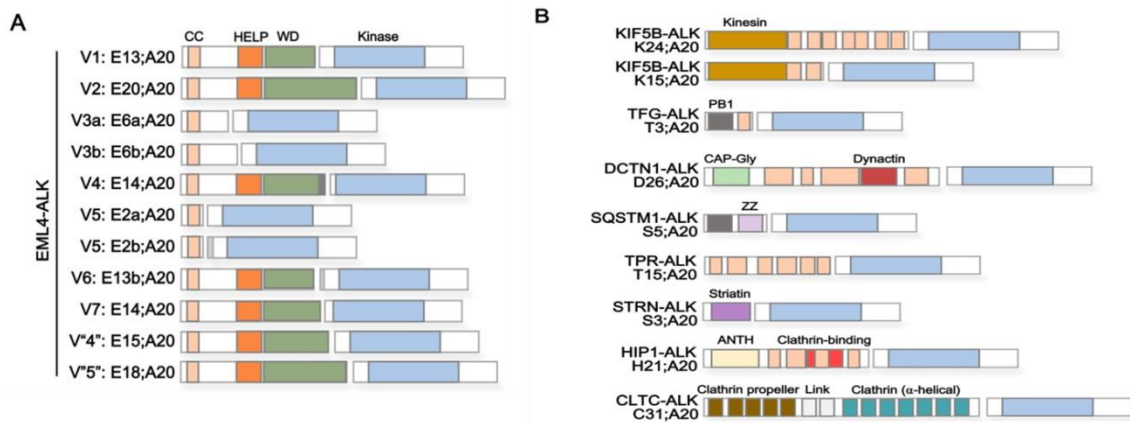 A
CC HELP WD Kinase
EML4-ALK
V1: E13;A20
V2: E20;A20
V3a: E6a;A20
V3b: E6b;A20
V4: E14;A20
V5: E2a;A20
V5: E2b;A20
V6: E13b;A20
V7: E14;A20
V"4": E15;A20
V"5": E18;A20
B
Kinesin
KIF5B-ALK
K24;A20
KIF5B-ALK
K15;A20
PB1
TFG-ALK
T3;A20
CAP-Gly Dynactin
DCTN1-ALK
D26;A20
ZZ
SQSTM1-ALK
S5;A20
TPR-ALK
T15;A20
Striatin
STRN-ALK
S3;A20
ANTH Clathrin-binding
HIP1-ALK
H21;A20
Clathrin propeller Link Clathrin (α-helical)
CLTC-ALK
C31;A20